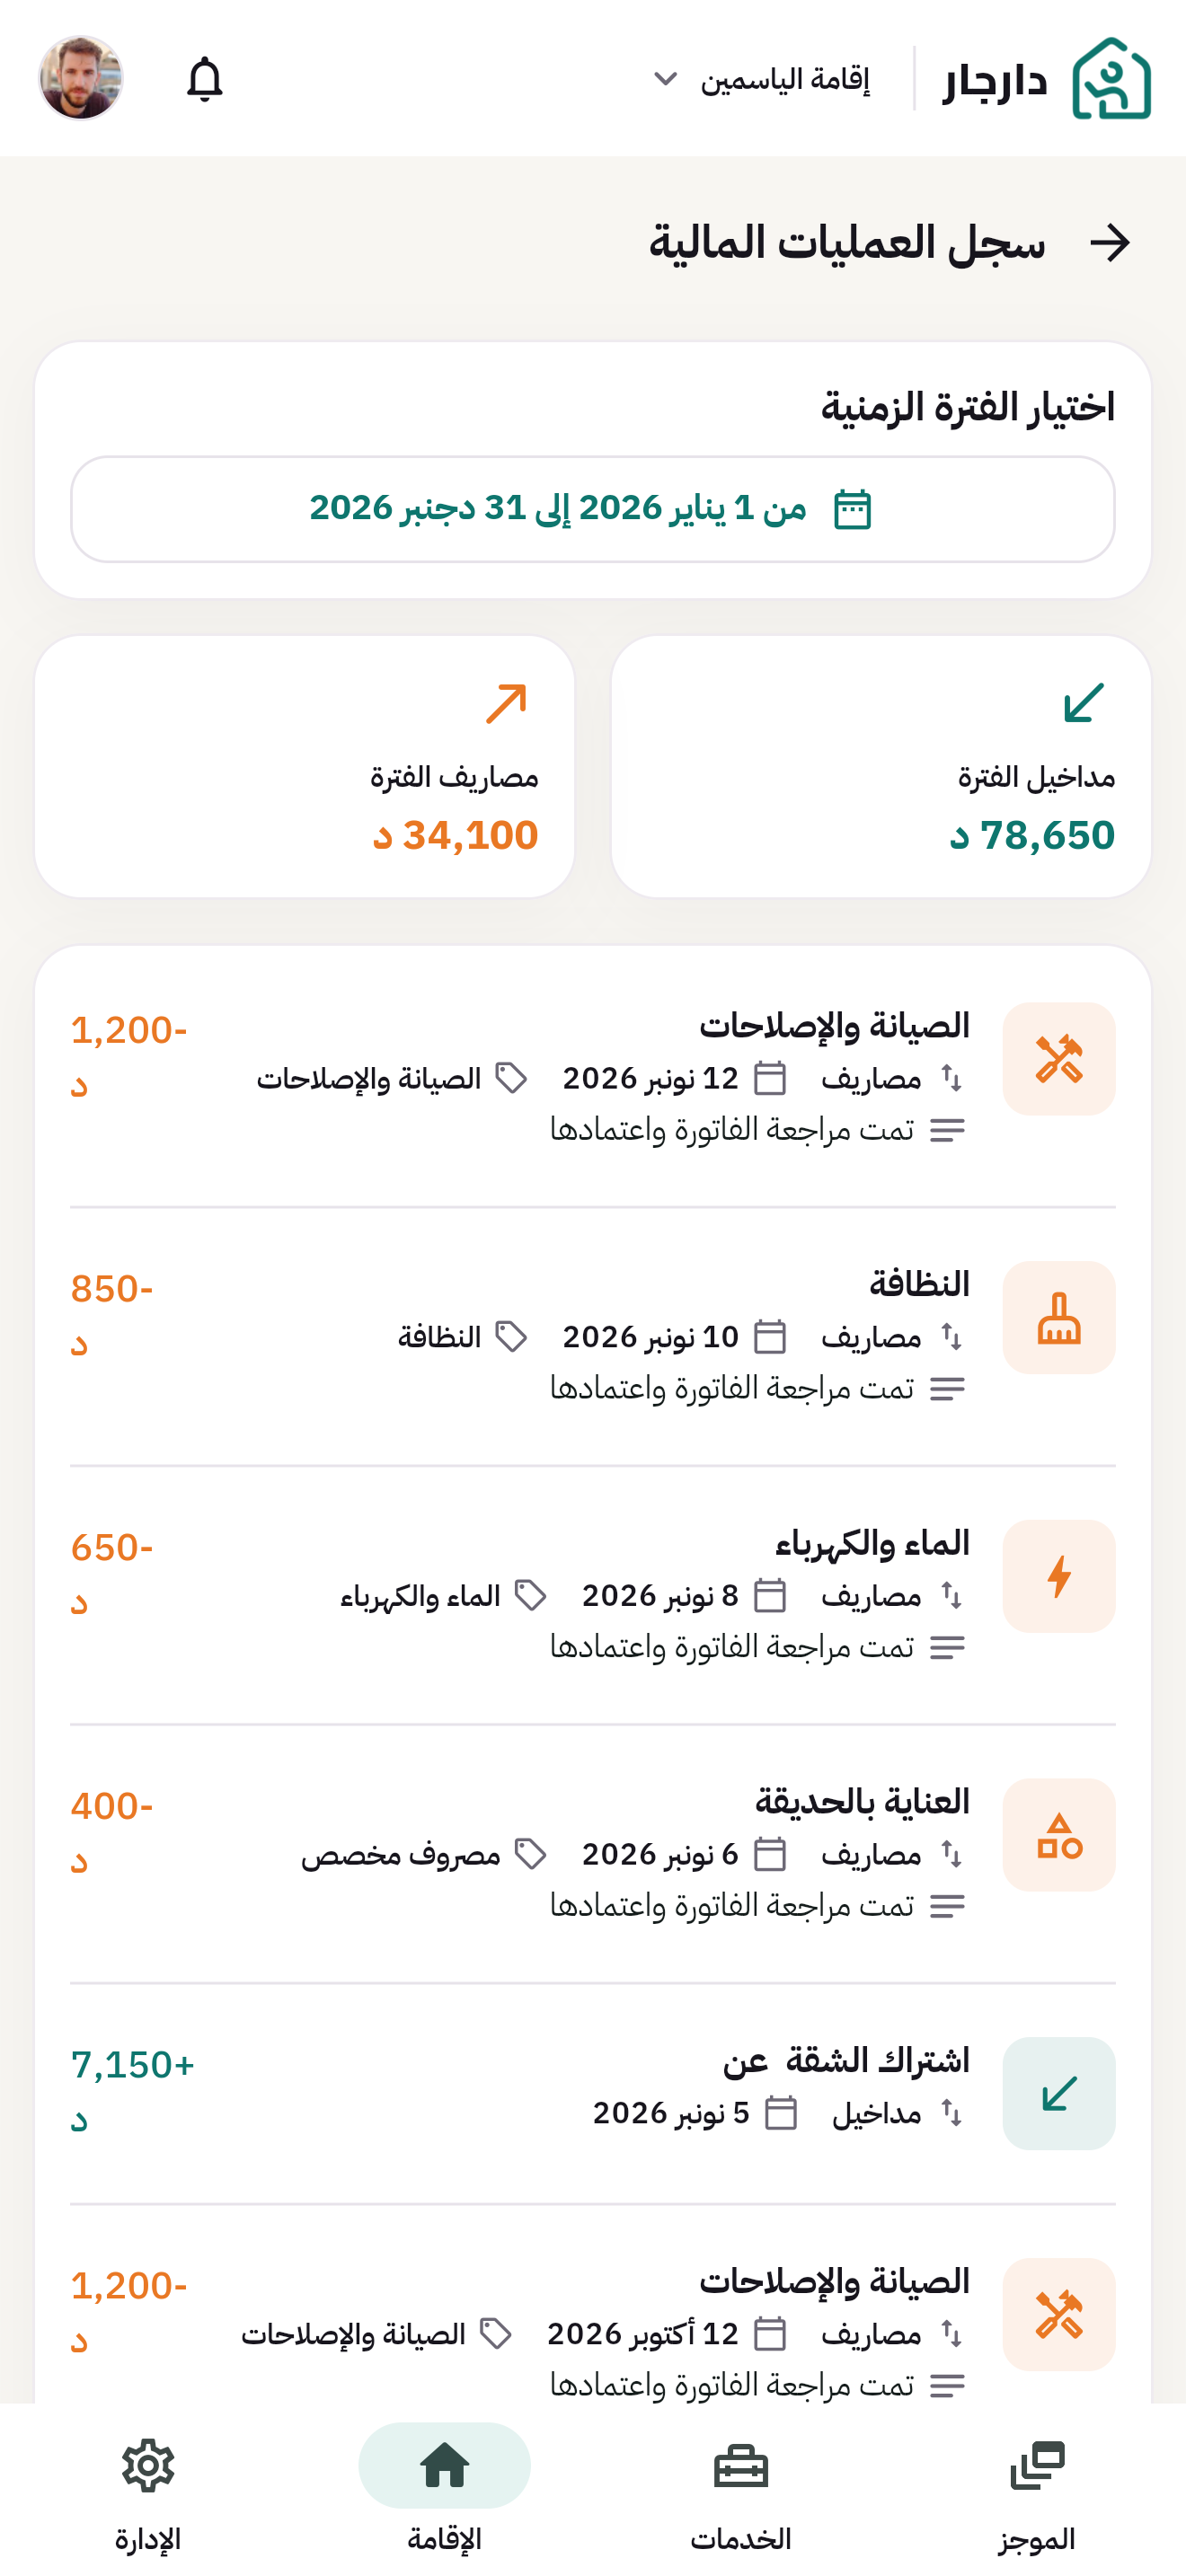 دارجار
إقامة الياسمين
سجل العمليات المالية
اختيار الفترة الزمنية
من 1 يناير 2026 إلى 31 دجنبر 2026
مداخيل الفترة
78,650 د
مصاريف الفترة
34,100 د
الصيانة والإصلاحات
-1,200
د
مصاريف 12 نونبر 2026 الصيانة والإصلاحات
تمت مراجعة الفاتورة واعتمادها
النظافة
-850
د
مصاريف 10 نونبر 2026 النظافة
تمت مراجعة الفاتورة واعتمادها
الماء والكهرباء
-650
د
مصاريف 8 نونبر 2026 الماء والكهرباء
تمت مراجعة الفاتورة واعتمادها
العناية بالحديقة
-400
د
مصاريف 6 نونبر 2026 مصروف مخصص
تمت مراجعة الفاتورة واعتمادها
اشتراك الشقة عن
+7,150
د
مداخيل 5 نونبر 2026
الصيانة والإصلاحات
-1,200
د
مصاريف 12 أكتوبر 2026 الصيانة والإصلاحات
تمت مراجعة الفاتورة واعتمادها
الموجز
الخدمات
الإقامة
الإدارة